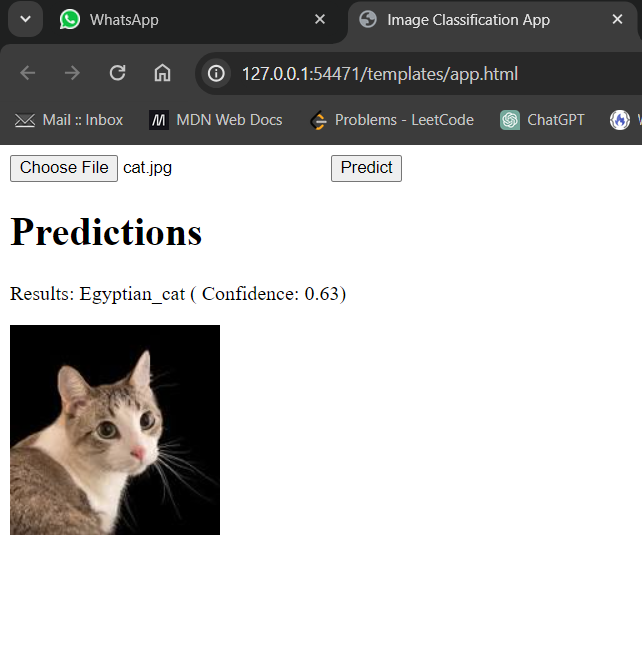 WhatsApp
Image Classification App
127.0.0.1:54471/templates/app.html
Mail :: Inbox
MDN Web Docs
Problems - LeetCode
ChatGPT
Choose File cat.jpg
Predict
Predictions
Results: Egyptian_cat ( Confidence: 0.63)